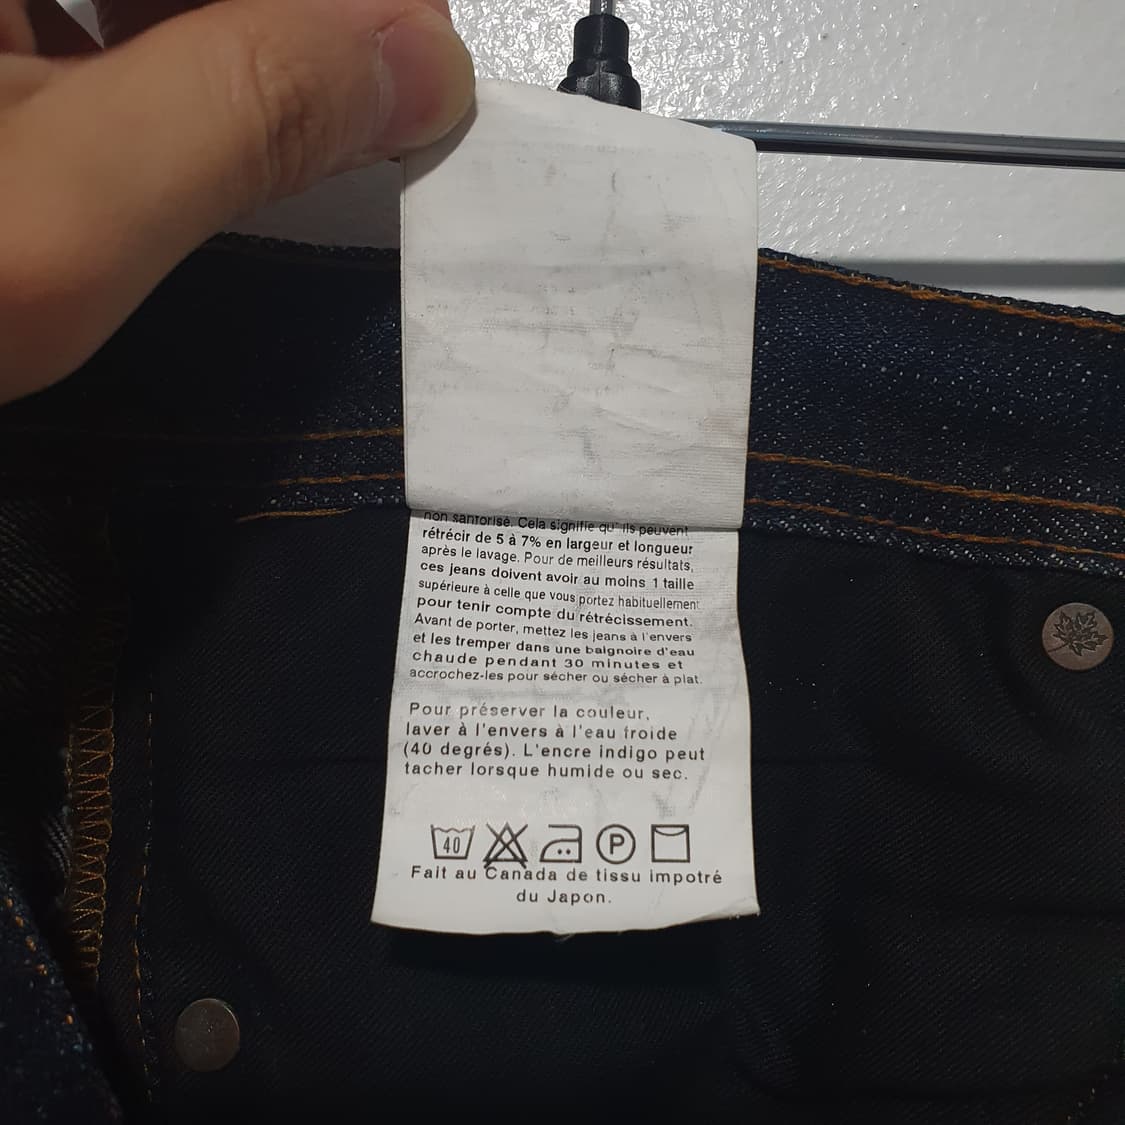 non sanforisé. Cela signifie qu' ils peuvent
rétrécir de 5 à 7% en largeur et longueur
après le lavage. Pour de meilleurs résultats,
ces jeans doivent avoir au moins 1 taille
supérieure à celle que vous portez habituellement
pour tenir compte du rétrécissement.
Avant de porter, mettez les jeans à l'envers
et les tremper dans une baignoire d'eau
chaude pendant 30 minutes et
accrochez-les pour sécher ou sécher à plat.
Pour préserver la couleur,
laver à l'envers à l'eau froide
(40 degrés). L'encre indigo peut
tacher lorsque humide ou sec.
40 P
Fait au Canada de tissu impotré
du Japon.